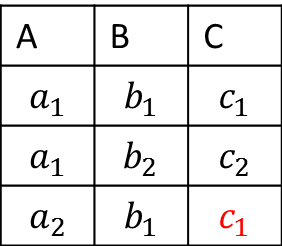 A B C
a₁ b₁ c₁
a₁ b₂ c₂
a₂ b₁ c₁